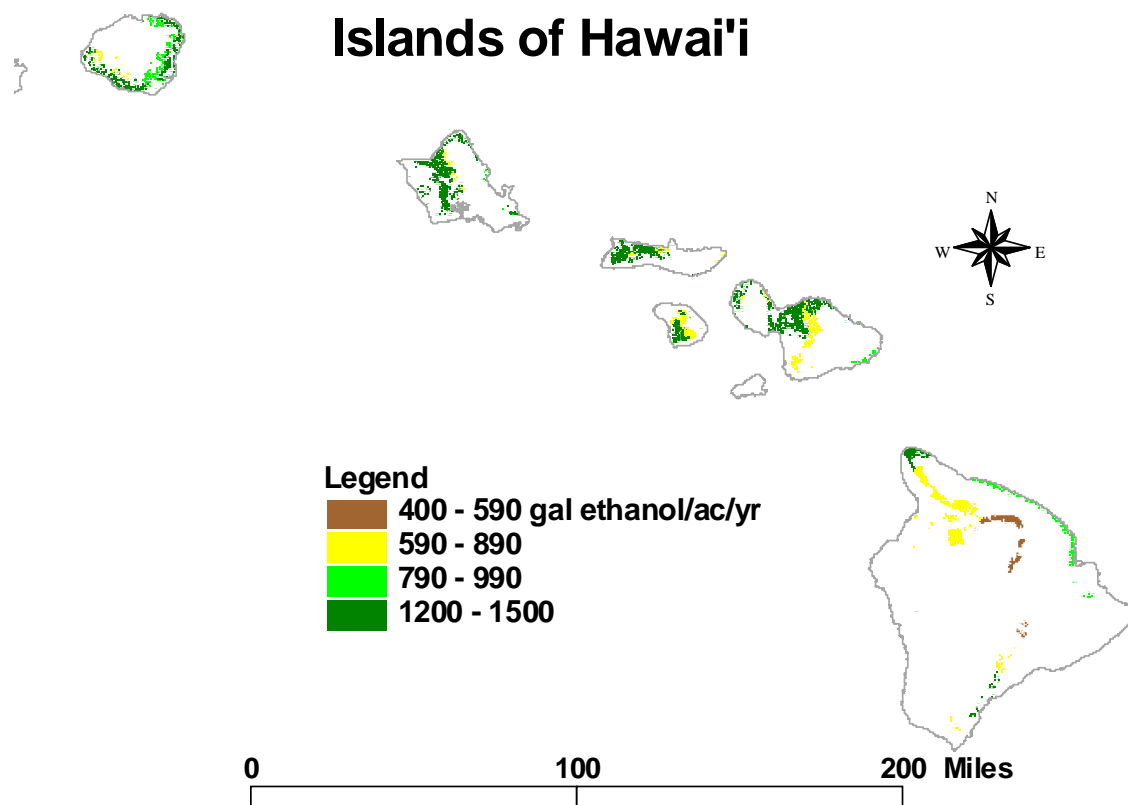 Islands of Hawai'i
N
W E
S
Legend
400 - 590 gal ethanol/ac/yr
590 - 890
790 - 990
1200 - 1500
0 100 200 Miles